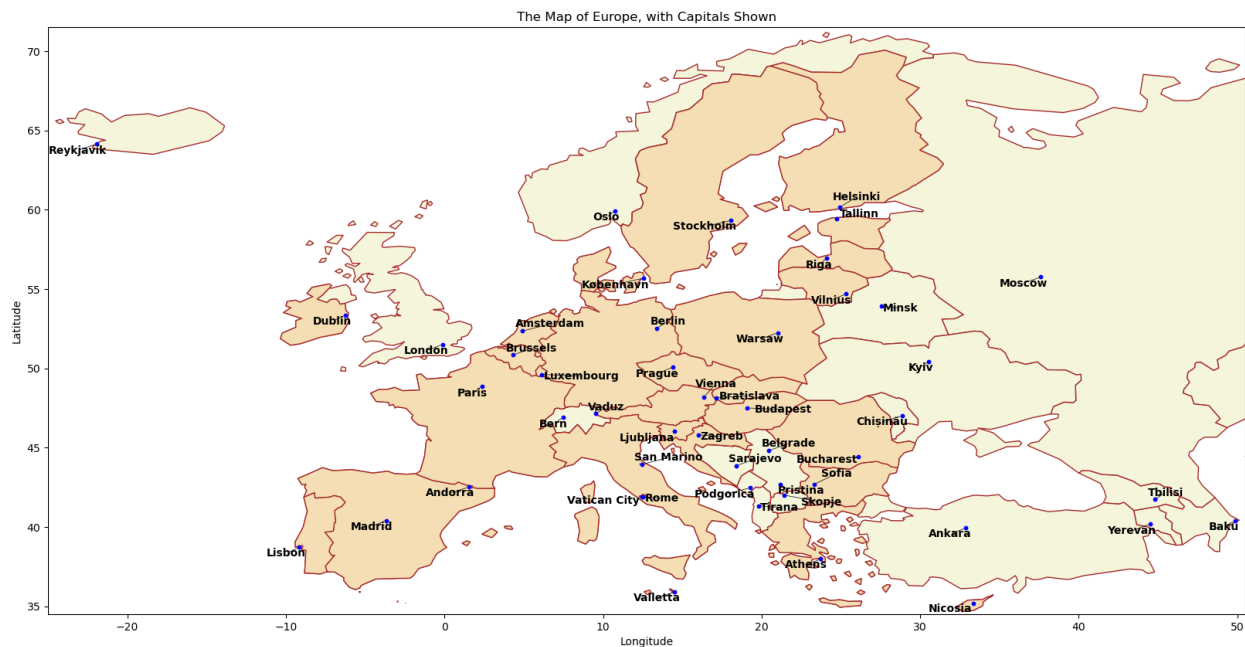 The Map of Europe, with Capitals Shown
70
65
60
55
50
45
40
35
Latitude
Reykjavik
Helsinki
Tallinn
Oslo
Stockholm
Riga
Moscow
København
Vilnius
Minsk
Dublin
Amsterdam
Berlin
Warsaw
London
Brussels
Kyiv
Luxembourg
Prague
Paris
Vienna
Bratislava
Vaduz
Budapest
Bern
Chișinău
Ljubljana
Zagreb
Belgrade
San Marino
Sarajevo
Bucharest
Sofia
Andorra
Vatican City
Rome
Podgorica
Pristina
Skopje
Tirana
Tbilisi
Madrid
Ankara
Yerevan
Baku
Lisbon
Athens
Valletta
Nicosia
−20
−10
0
10
20
30
40
50
Longitude